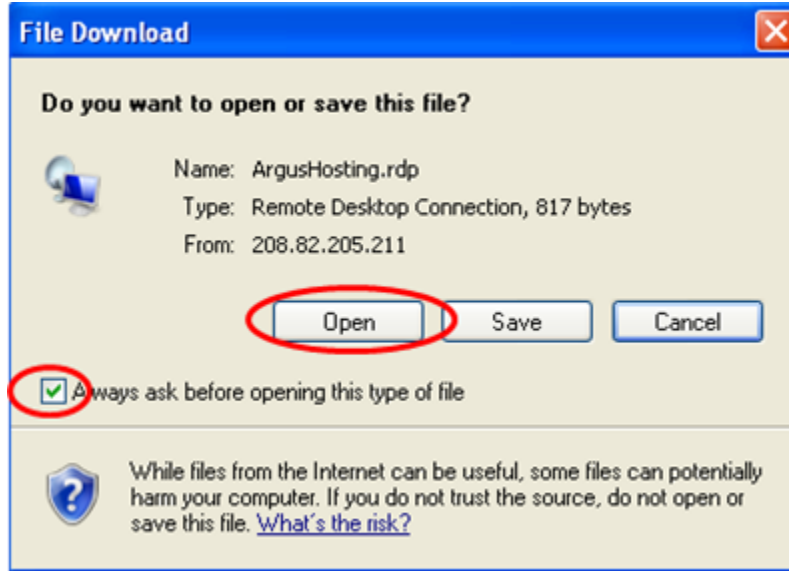 File Download
Do you want to open or save this file?
Name: ArgusHosting.rdp
Type: Remote Desktop Connection, 817 bytes
From: 208.82.205.211
Open Save Cancel
Always ask before opening this type of file
While files from the Internet can be useful, some files can potentially
harm your computer. If you do not trust the source, do not open or
save this file. What's the risk?